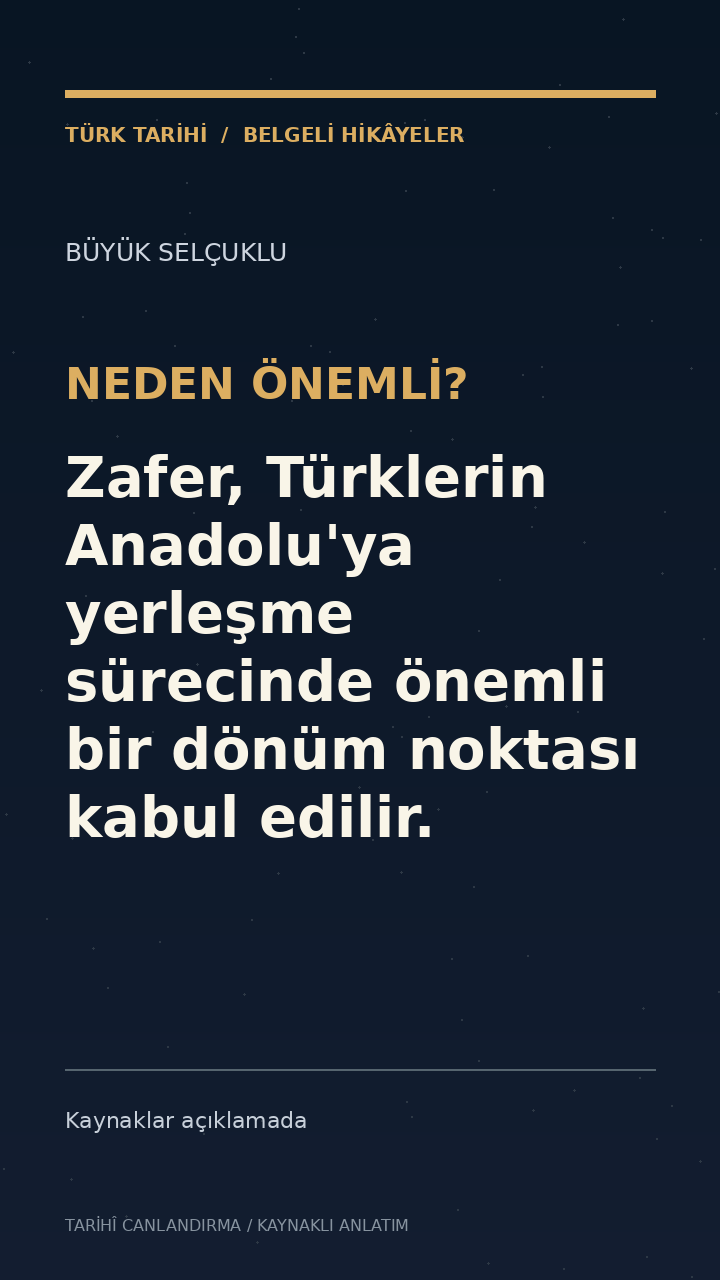 TÜRK TARİHİ / BELGELİ HİKÂYELER
BÜYÜK SELÇUKLU
NEDEN ÖNEMLİ?
Zafer, Türklerin
Anadolu'ya
yerleşme
sürecinde önemli
bir dönüm noktası
kabul edilir.
Kaynaklar açıklamada
TARİHÎ CANLANDIRMA / KAYNAKLI ANLATIM